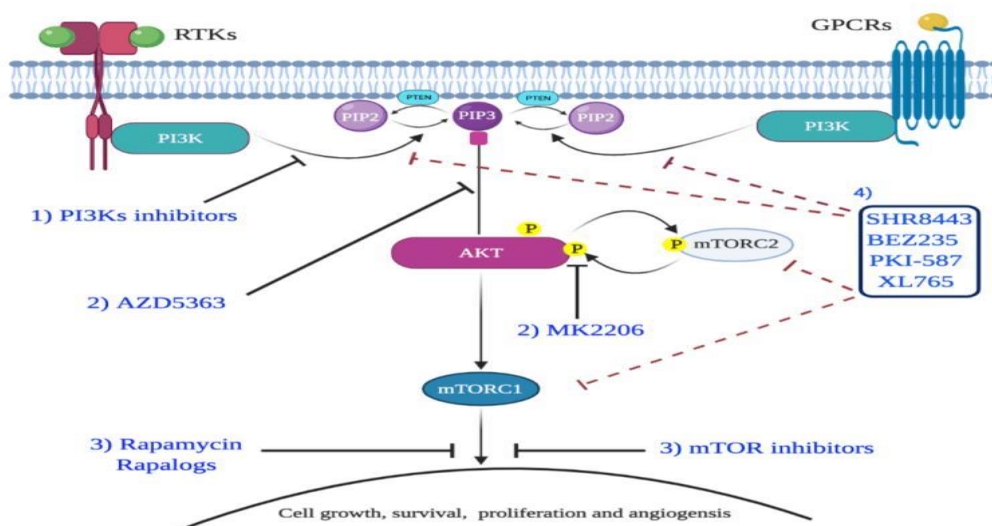 RTKs
GPCRs
PTEN
PTEN
PIP2
PIP3
PIP2
PI3K
PI3K
1) PI3Ks inhibitors
4)
SHR8443
BEZ235
PKI-587
XL765
P
P
P
AKT
mTORC2
2) AZD5363
2) MK2206
mTORC1
3) Rapamycin
Rapalogs
3) mTOR inhibitors
Cell growth, survival, proliferation and angiogensis